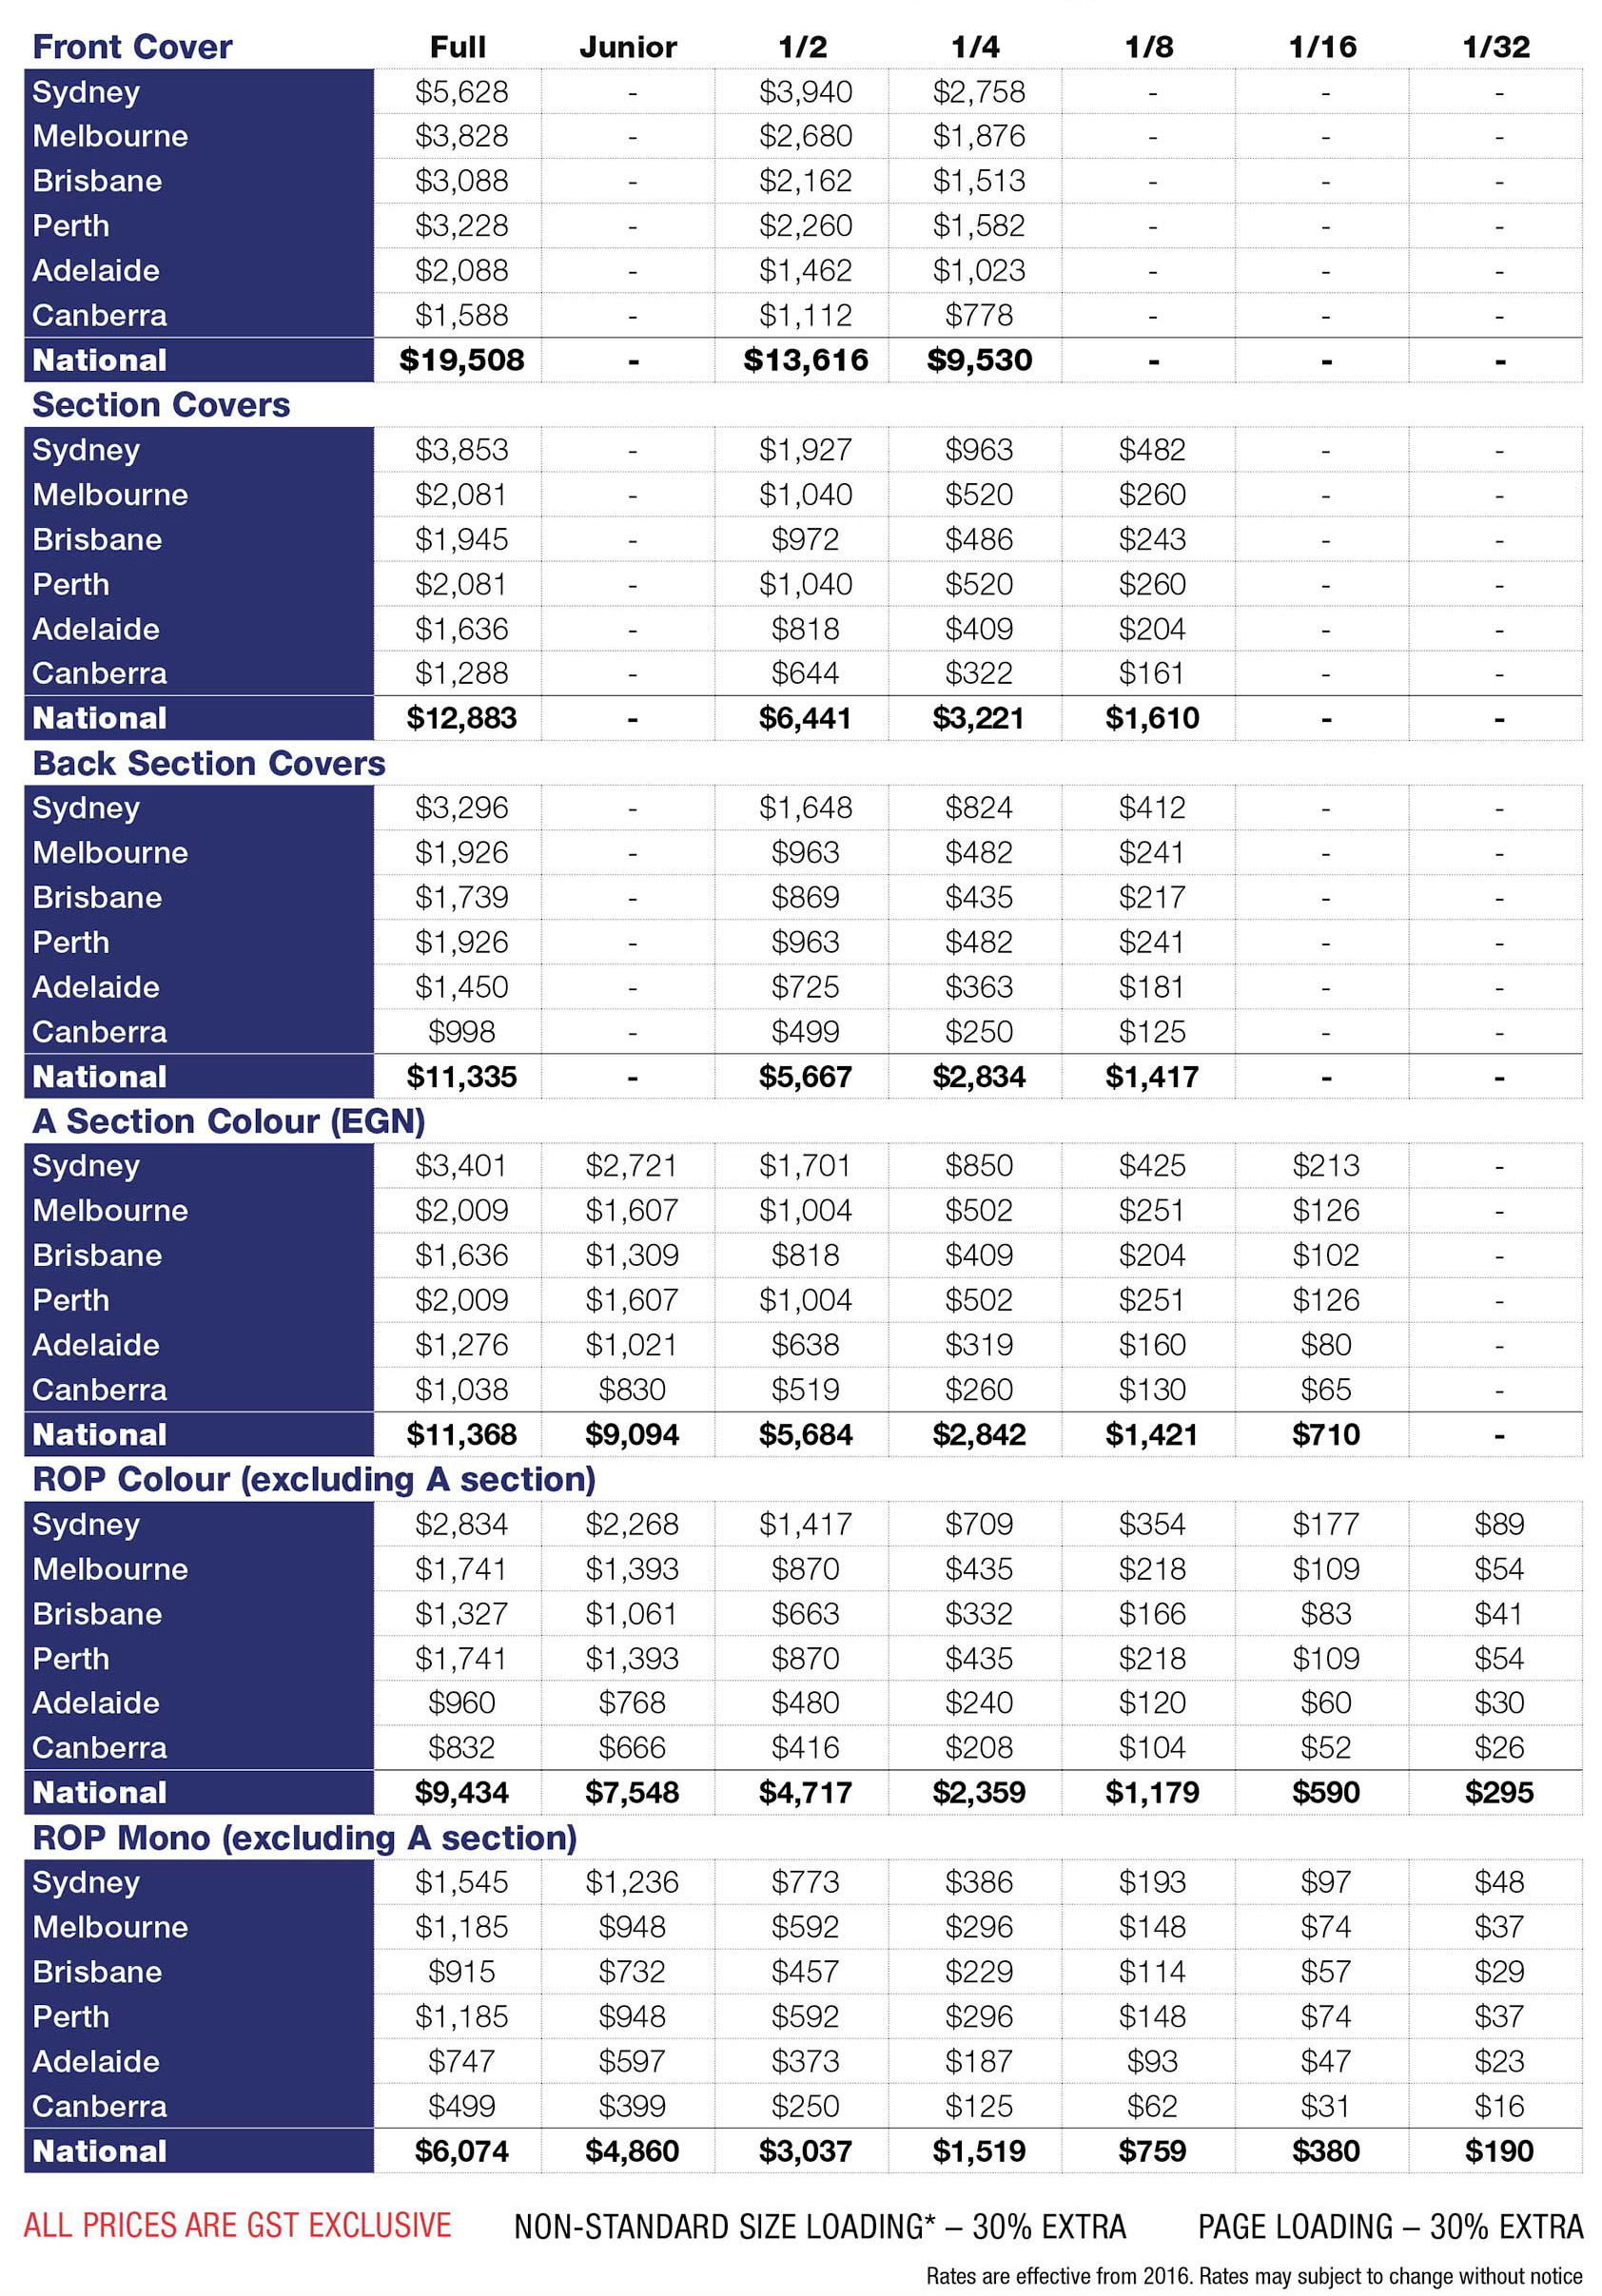 Front Cover Full Junior 1/2 1/4 1/8 1/16 1/32
Sydney $5,628 - $3,940 $2,758 - - -
Melbourne $3,828 - $2,680 $1,876 - - -
Brisbane $3,088 - $2,162 $1,513 - - -
Perth $3,228 - $2,260 $1,582 - - -
Adelaide $2,088 - $1,462 $1,023 - - -
Canberra $1,588 - $1,112 $778 - - -
National $19,508 - $13,616 $9,530 - - -
Section Covers
Sydney $3,853 - $1,927 $963 $482 - -
Melbourne $2,081 - $1,040 $520 $260 - -
Brisbane $1,945 - $972 $486 $243 - -
Perth $2,081 - $1,040 $520 $260 - -
Adelaide $1,636 - $818 $409 $204 - -
Canberra $1,288 - $644 $322 $161 - -
National $12,883 - $6,441 $3,221 $1,610 - -
Back Section Covers
Sydney $3,296 - $1,648 $824 $412 - -
Melbourne $1,926 - $963 $482 $241 - -
Brisbane $1,739 - $869 $435 $217 - -
Perth $1,926 - $963 $482 $241 - -
Adelaide $1,450 - $725 $363 $181 - -
Canberra $998 - $499 $250 $125 - -
National $11,335 - $5,667 $2,834 $1,417 - -
A Section Colour (EGN)
Sydney $3,401 $2,721 $1,701 $850 $425 $213 -
Melbourne $2,009 $1,607 $1,004 $502 $251 $126 -
Brisbane $1,636 $1,309 $818 $409 $204 $102 -
Perth $2,009 $1,607 $1,004 $502 $251 $126 -
Adelaide $1,276 $1,021 $638 $319 $160 $80 -
Canberra $1,038 $830 $519 $260 $130 $65 -
National $11,368 $9,094 $5,684 $2,842 $1,421 $710 -
ROP Colour (excluding A section)
Sydney $2,834 $2,268 $1,417 $709 $354 $177 $89
Melbourne $1,741 $1,393 $870 $435 $218 $109 $54
Brisbane $1,327 $1,061 $663 $332 $166 $83 $41
Perth $1,741 $1,393 $870 $435 $218 $109 $54
Adelaide $960 $768 $480 $240 $120 $60 $30
Canberra $832 $666 $416 $208 $104 $52 $26
National $9,434 $7,548 $4,717 $2,359 $1,179 $590 $295
ROP Mono (excluding A section)
Sydney $1,545 $1,236 $773 $386 $193 $97 $48
Melbourne $1,185 $948 $592 $296 $148 $74 $37
Brisbane $915 $732 $457 $229 $114 $57 $29
Perth $1,185 $948 $592 $296 $148 $74 $37
Adelaide $747 $597 $373 $187 $93 $47 $23
Canberra $499 $399 $250 $125 $62 $31 $16
National $6,074 $4,860 $3,037 $1,519 $759 $380 $190
ALL PRICES ARE GST EXCLUSIVE NON-STANDARD SIZE LOADING* – 30% EXTRA PAGE LOADING – 30% EXTRA
Rates are effective from 2016. Rates may subject to change without notice